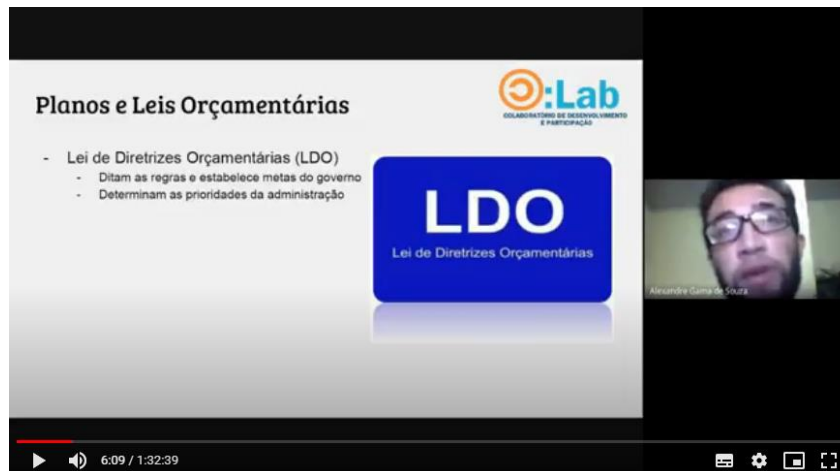 Planos e Leis Orçamentárias
:Lab
COLABORATÓRIO DE DESENVOLVIMENTO
E PARTICIPAÇÃO
- Lei de Diretrizes Orçamentárias (LDO)
- Ditam as regras e estabelece metas do governo
- Determinam as prioridades da administração
LDO
Lei de Diretrizes Orçamentárias
Alexandre Gama de Souza
6:09 / 1:32:39